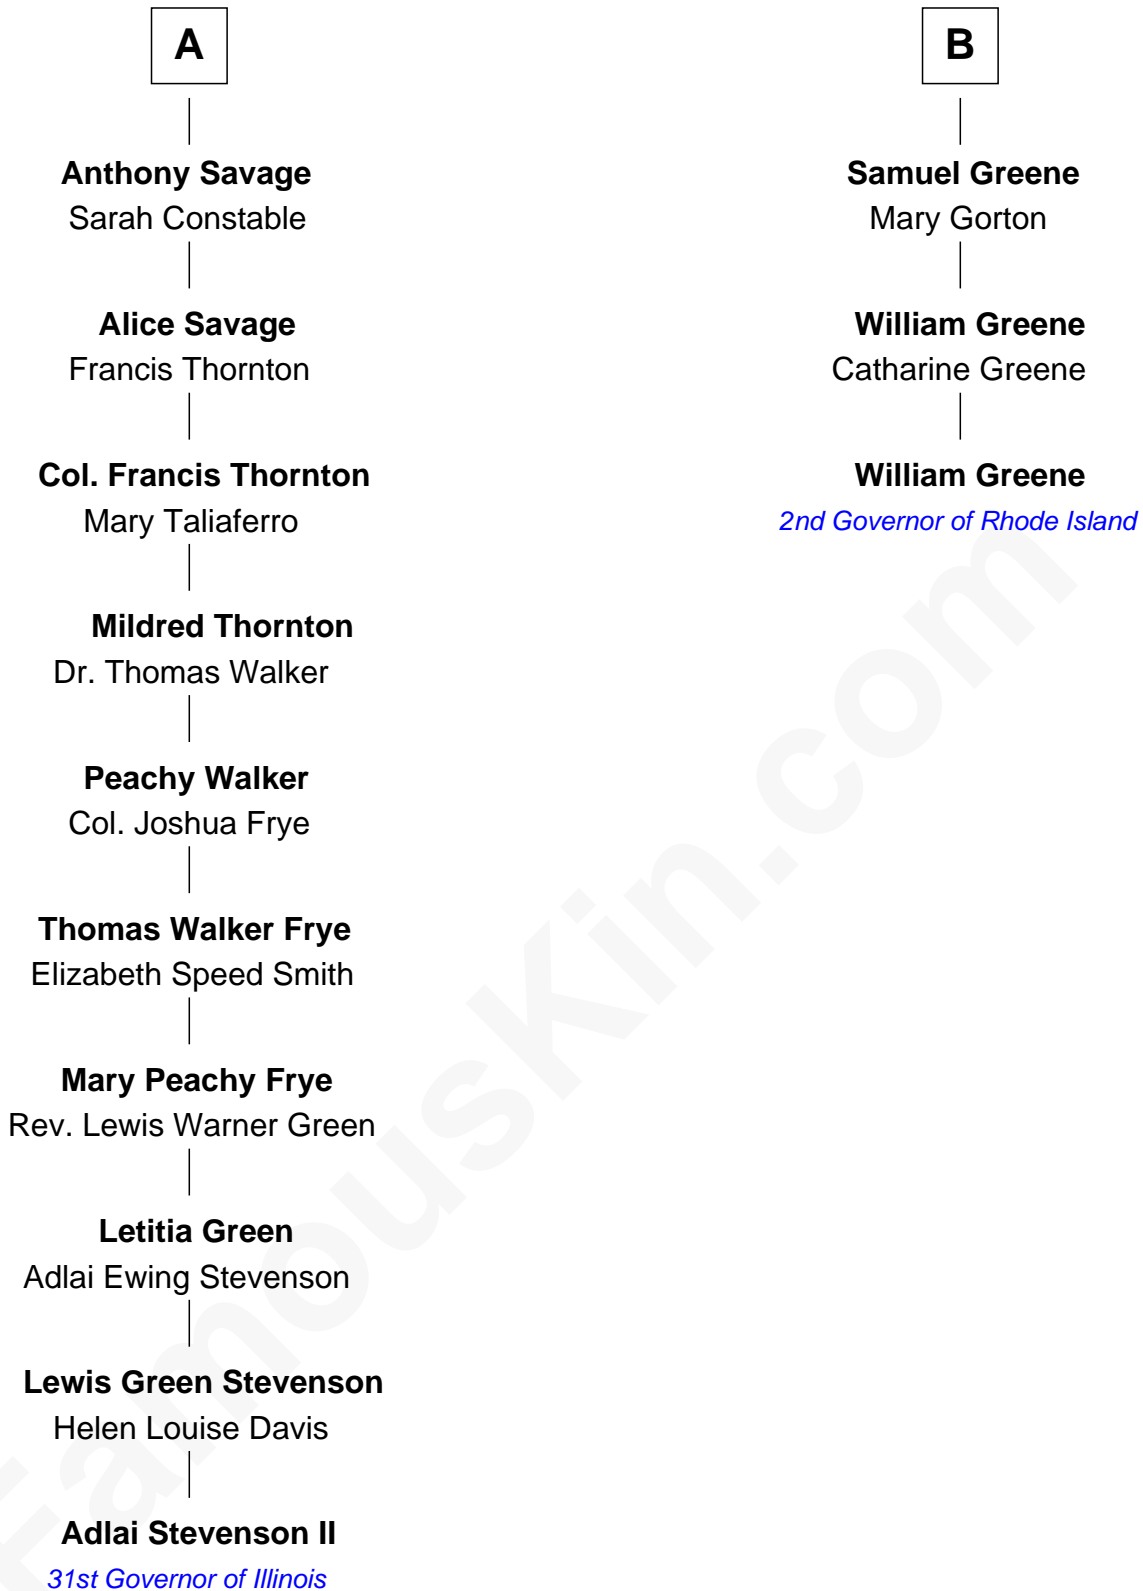 A
Anthony Savage
Sarah Constable
Alice Savage
Francis Thornton
Col. Francis Thornton
Mary Taliaferro
Mildred Thornton
Dr. Thomas Walker
Peachy Walker
Col. Joshua Frye
Thomas Walker Frye
Elizabeth Speed Smith
Mary Peachy Frye
Rev. Lewis Warner Green
Letitia Green
Adlai Ewing Stevenson
Lewis Green Stevenson
Helen Louise Davis
Adlai Stevenson II
31st Governor of Illinois
B
Samuel Greene
Mary Gorton
William Greene
Catharine Greene
William Greene
2nd Governor of Rhode Island
FamousKin.com